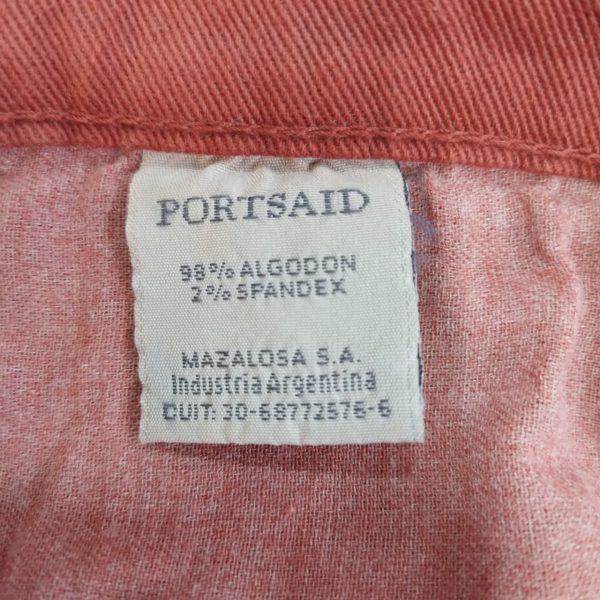 PORTSAID
98% ALGODON
2% SPANDEX
MAZALOSA S.A.
Industria Argentina
CUIT: 30-68772576-6